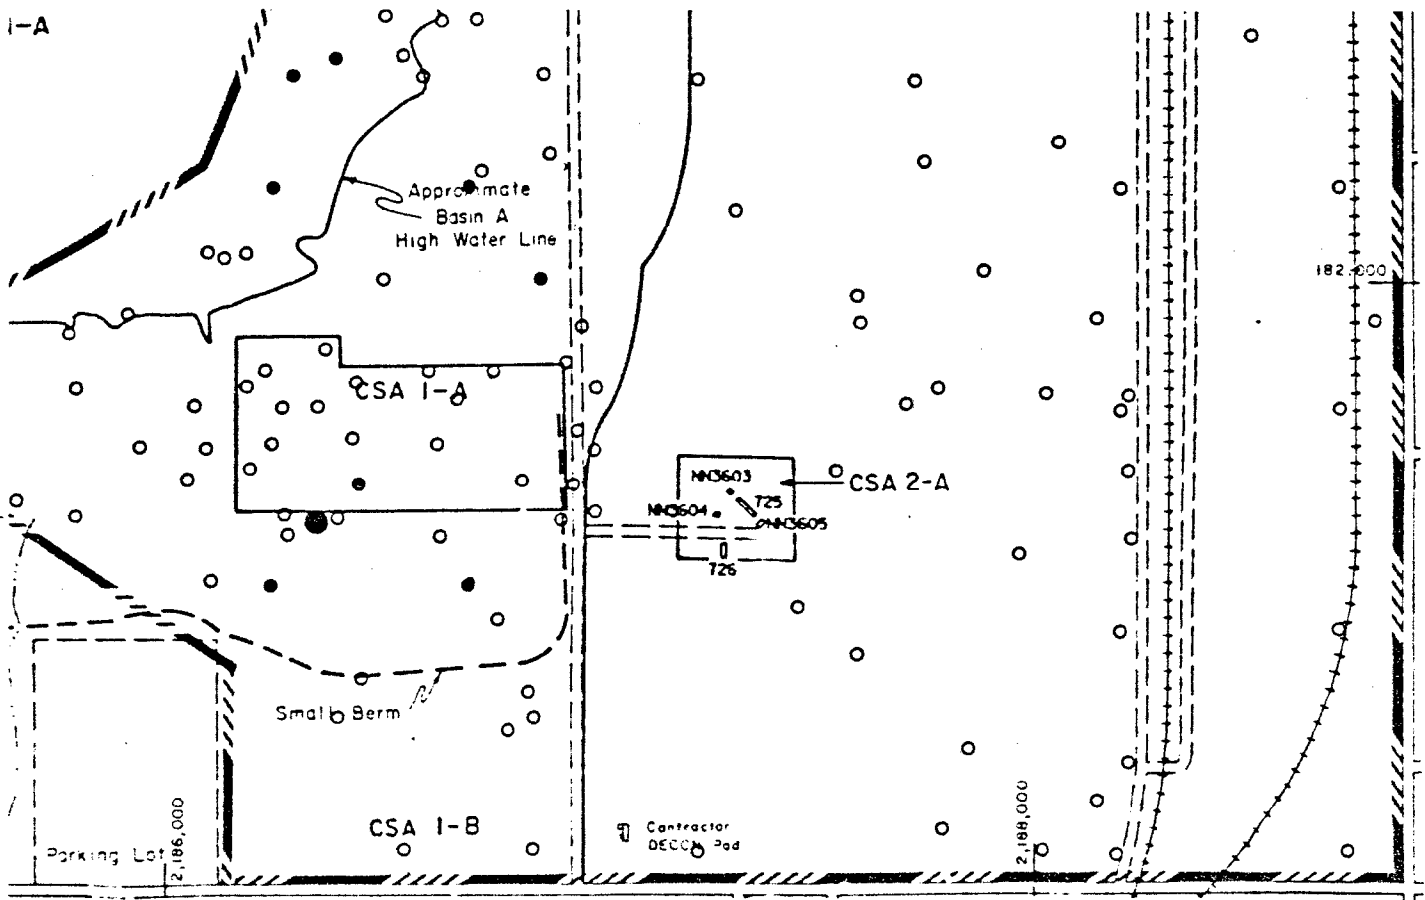 1-A
Approximate
Basin A
High Water Line
182,000
CSA 1-A
NN3603
CSA 2-A
725
NN3604
NN3605
726
Small Berm
CSA 1-B
Contractor
DECON Pad
Parking Lot
2,186,000
2,188,000